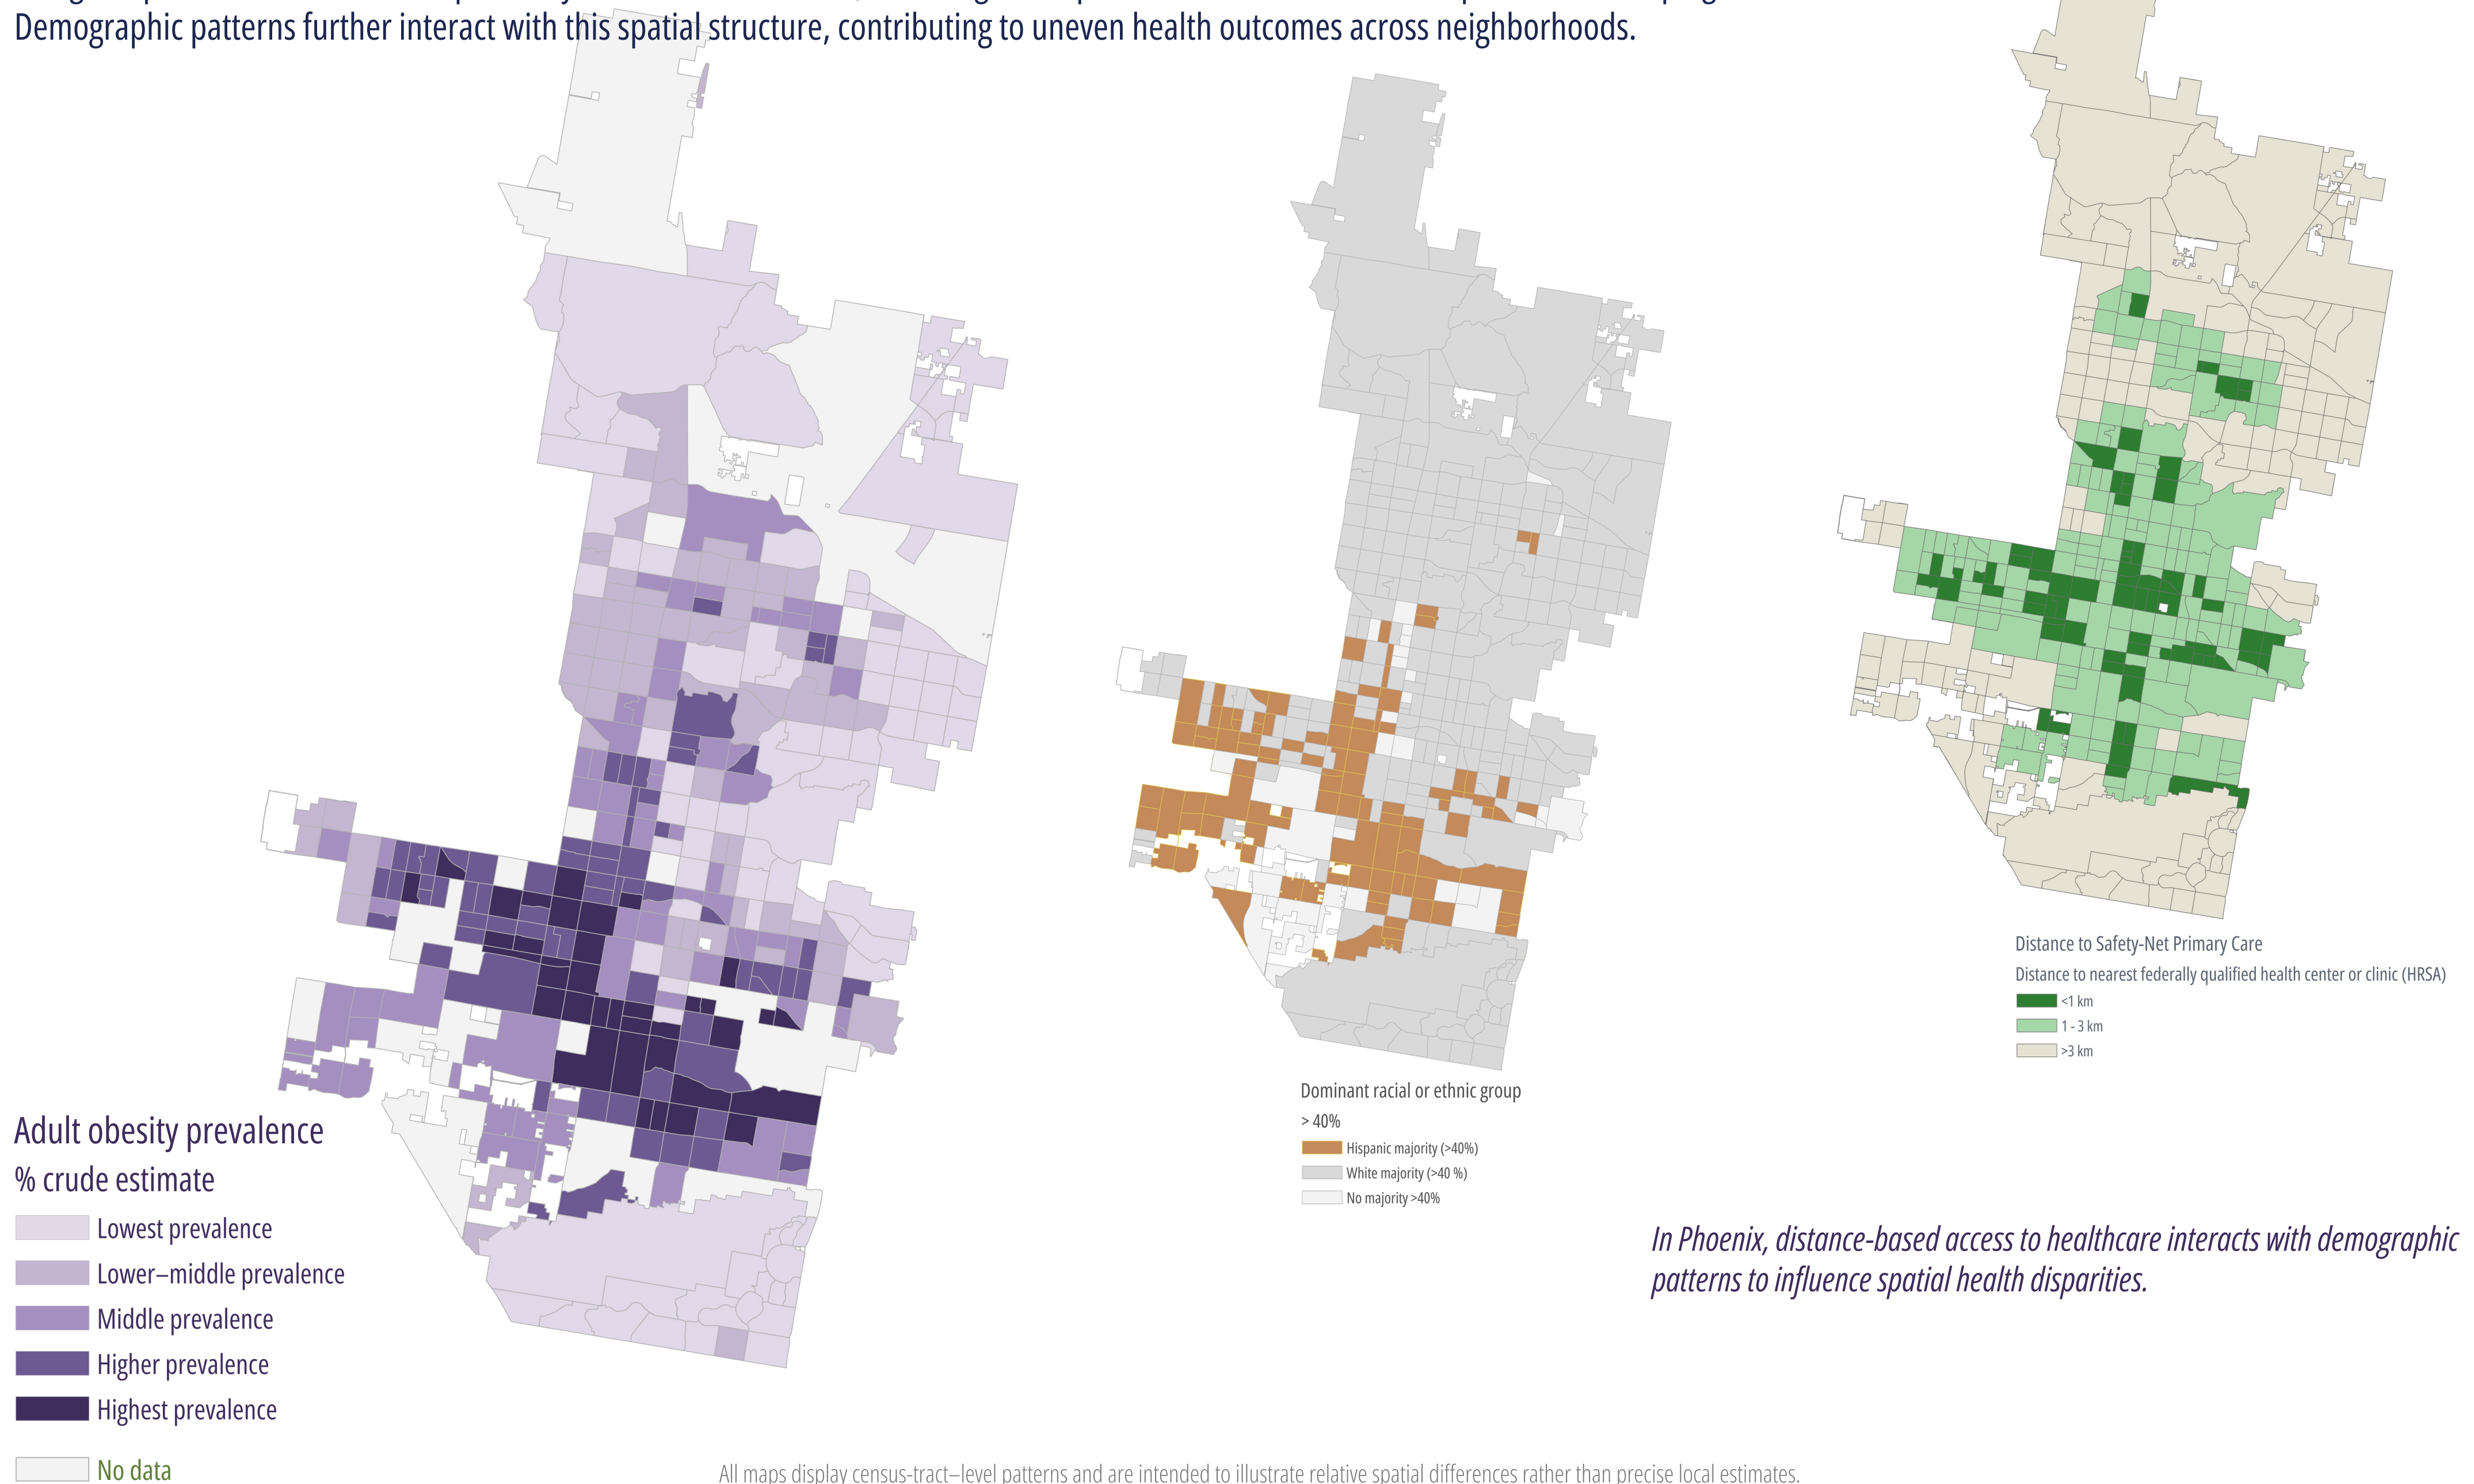 Demographic patterns further interact with this spatial structure, contributing to uneven health outcomes across neighborhoods.
Adult obesity prevalence
% crude estimate
Lowest prevalence
Lower–middle prevalence
Middle prevalence
Higher prevalence
Highest prevalence
No data
Dominant racial or ethnic group
> 40%
Hispanic majority (>40%)
White majority (>40 %)
No majority >40%
Distance to Safety-Net Primary Care
Distance to nearest federally qualified health center or clinic (HRSA)
<1 km
1 - 3 km
>3 km
In Phoenix, distance-based access to healthcare interacts with demographic
patterns to influence spatial health disparities.
All maps display census-tract–level patterns and are intended to illustrate relative spatial differences rather than precise local estimates.